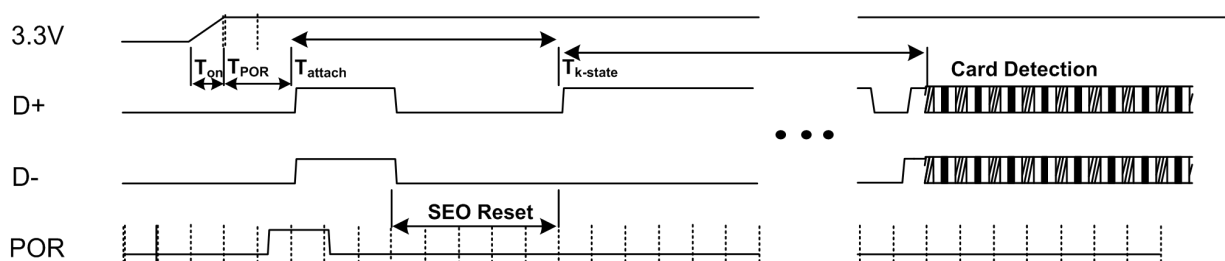 3.3V
Ton
TPOR
Tattach
Tk-state
Card Detection
D+
D-
SEO Reset
POR